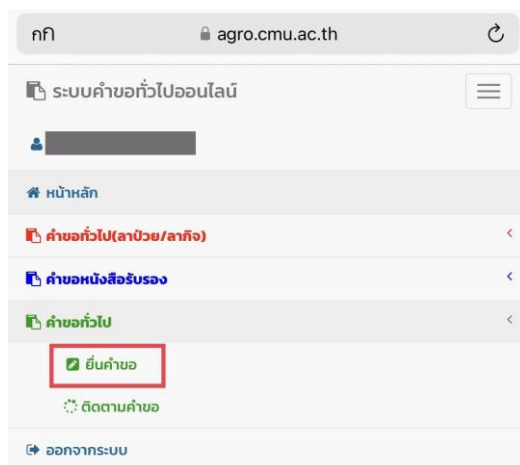 กกิ agro.cmu.ac.th
ระบบคำขอทั่วไปออนไลน์
หน้าหลัก
คำขอทั่วไป(ลาป่วย/ลากิจ)
คำขอหนังสือรับรอง
คำขอทั่วไป
ยื่นคำขอ
ติดตามคำขอ
ออกจากระบบ